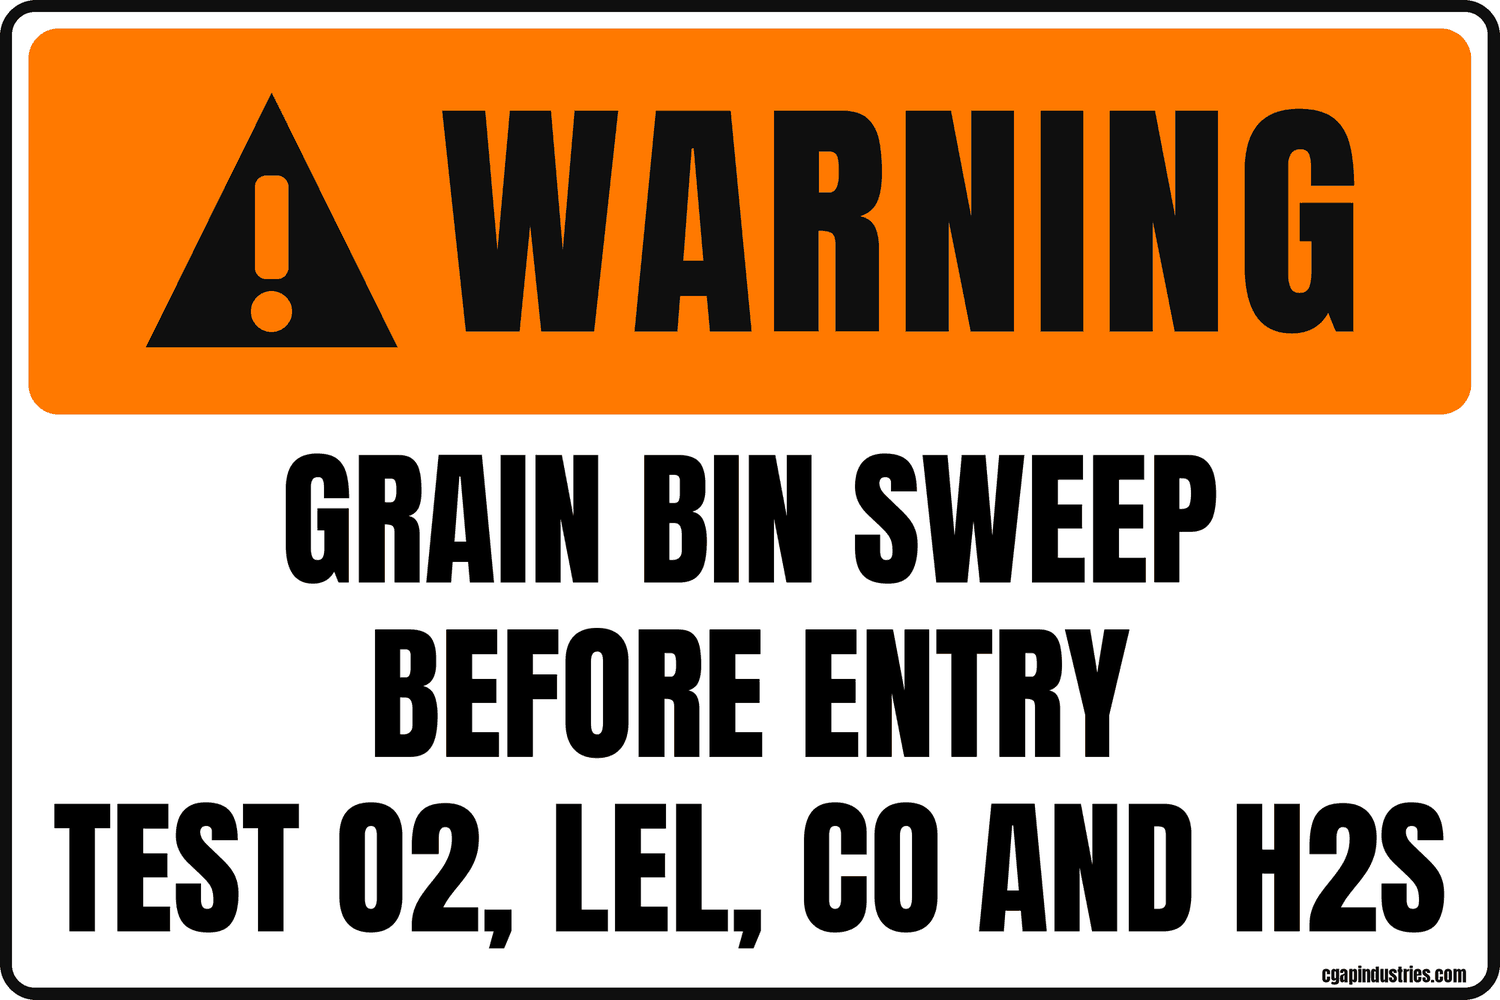 WARNING
GRAIN BIN SWEEP
BEFORE ENTRY
TEST O2, LEL, CO AND H2S
cgapindustries.com